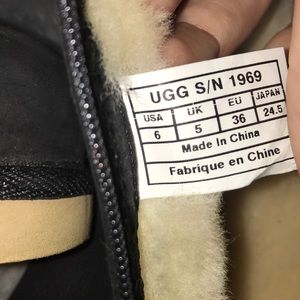 UGG S/N 1969
USA UK EU JAPAN
6 5 36 24.5
Made In China
Fabrique en Chine